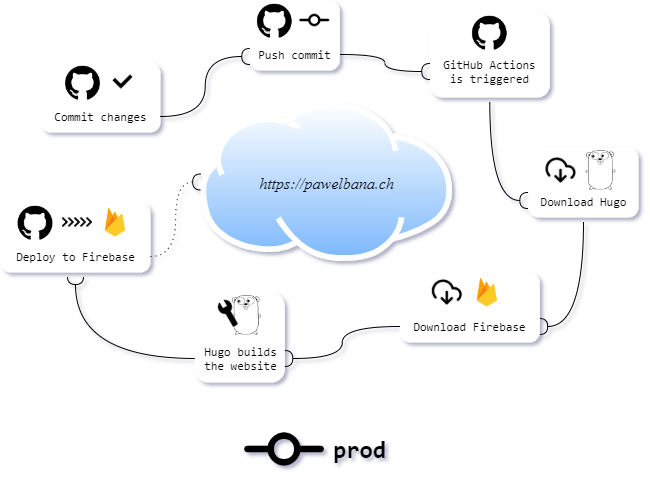 Push commit
GitHub Actions
is triggered
Commit changes
https://pawelbana.ch
Download Hugo
Deploy to Firebase
Download Firebase
Hugo builds
the website
prod